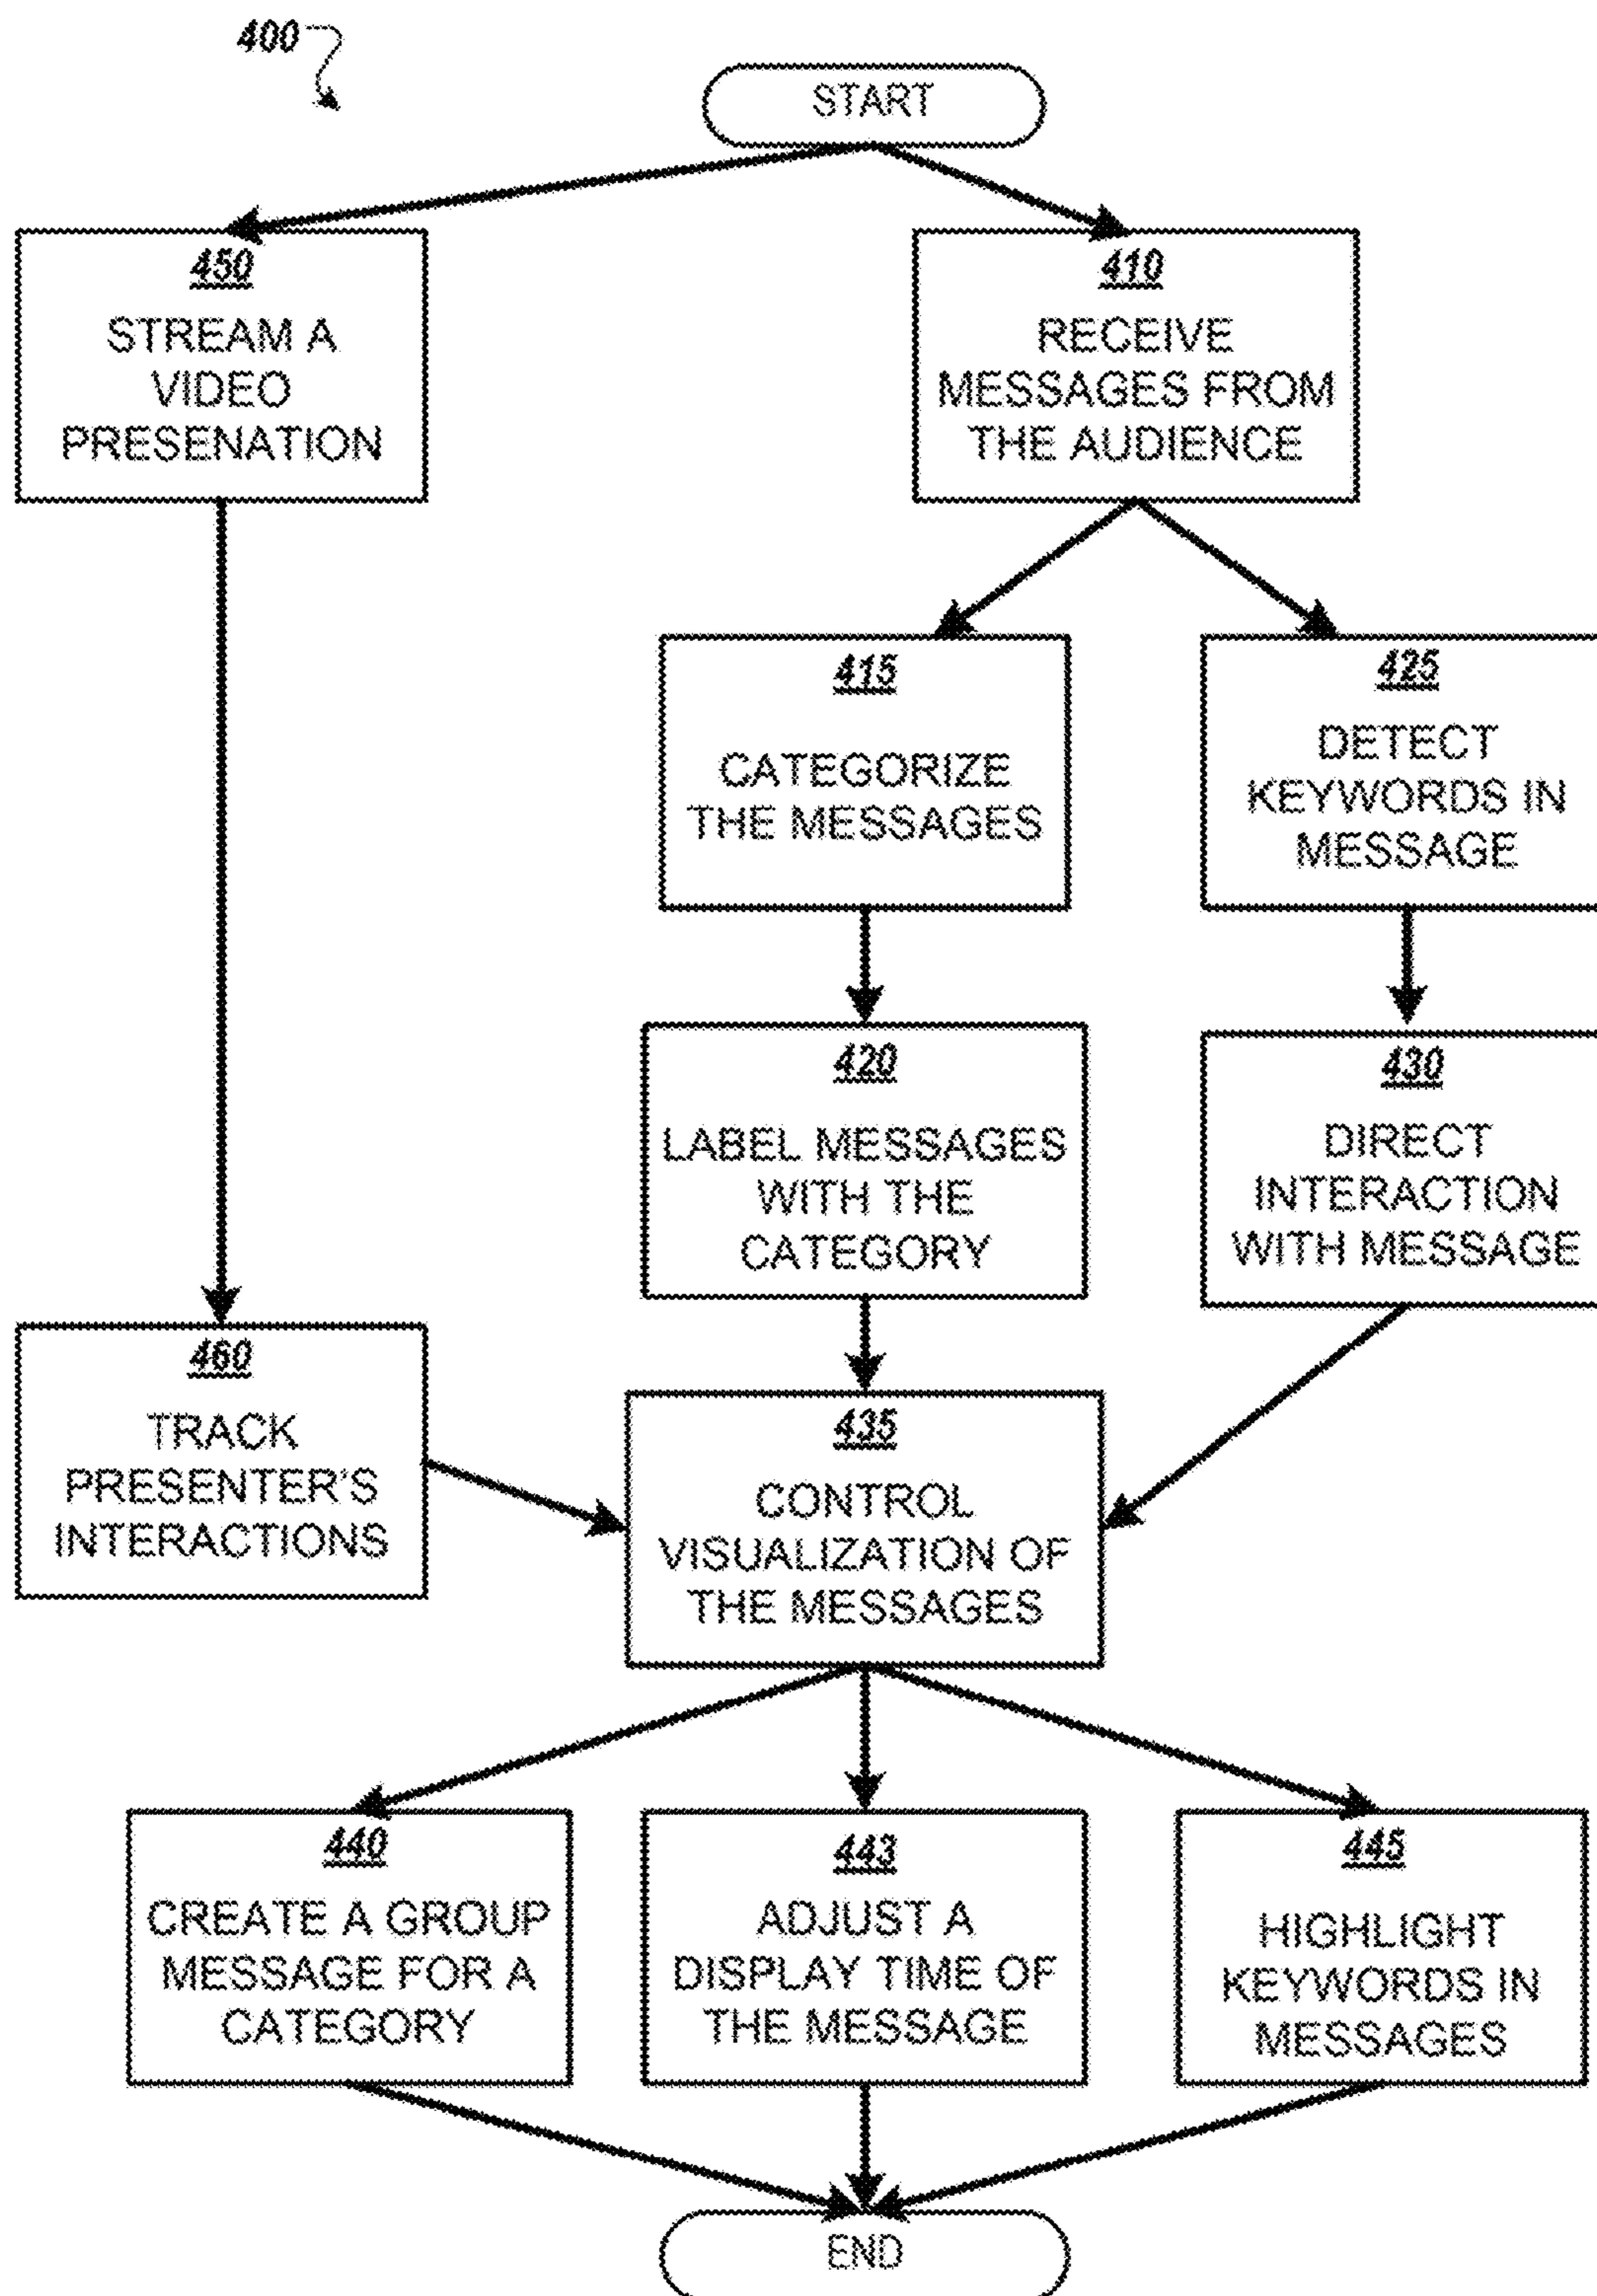 400
START
450
STREAM A
VIDEO
PRESENATION
410
RECEIVE
MESSAGES FROM
THE AUDIENCE
415
CATEGORIZE
THE MESSAGES
425
DETECT
KEYWORDS IN
MESSAGE
420
LABEL MESSAGES
WITH THE
CATEGORY
430
DIRECT
INTERACTION
WITH MESSAGE
460
TRACK
PRESENTER'S
INTERACTIONS
435
CONTROL
VISUALIZATION OF
THE MESSAGES
440
CREATE A GROUP
MESSAGE FOR A
CATEGORY
443
ADJUST A
DISPLAY TIME OF
THE MESSAGE
445
HIGHLIGHT
KEYWORDS IN
MESSAGES
END